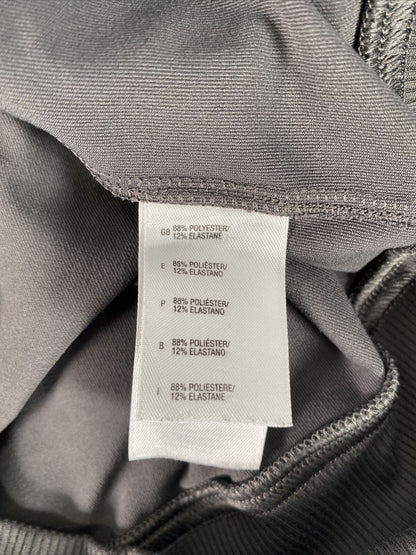 GB 88% POLYESTER/
12% ELASTANE
E 88% POLIÉSTER/
12% ELASTANO
P 88% POLIÉSTER/
12% ELASTANO
B 88% POLIÉSTER/
12% ELASTANO
I 88% POLIESTERE/
12% ELASTANE